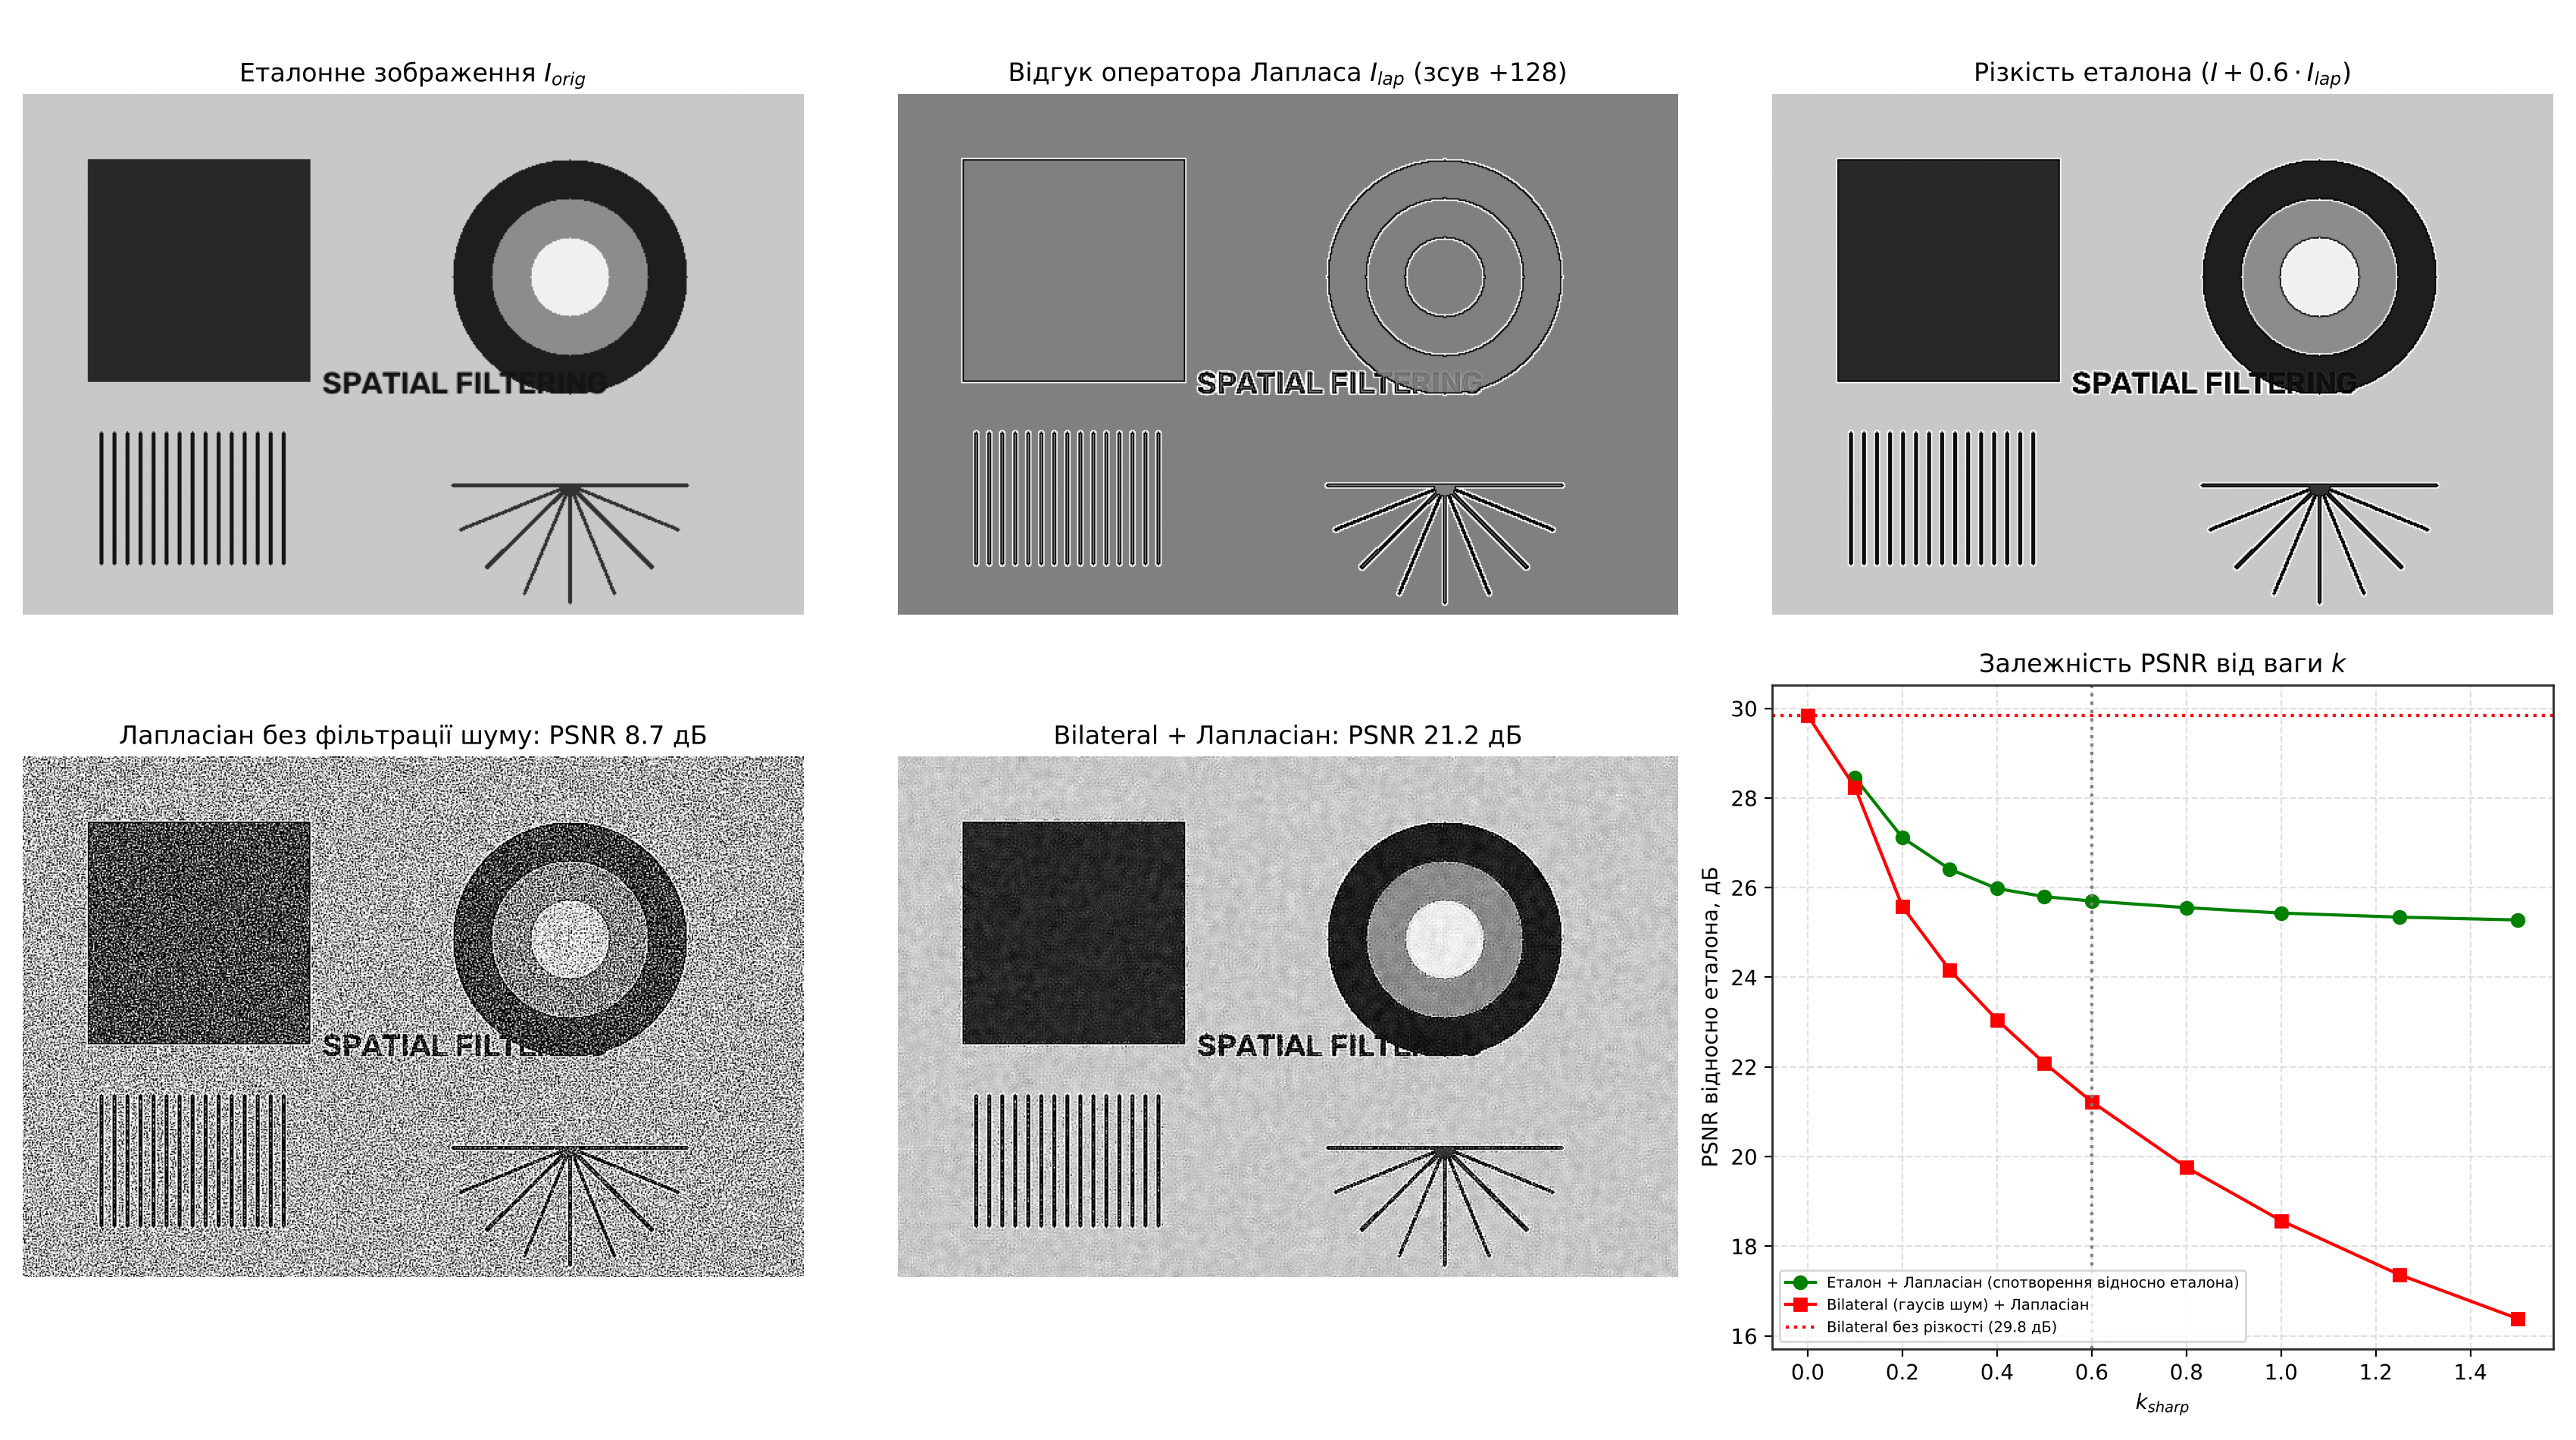 Еталонне зображення I_orig
Відгук оператора Лапласа I_lap (зсув +128)
Різкість еталона (I + 0.6 · I_lap)
SPATIAL FILTERING
SPATIAL FILTERING
SPATIAL FILTERING
Лапласіан без фільтрації шуму: PSNR 8.7 дБ
Bilateral + Лапласіан: PSNR 21.2 дБ
Залежність PSNR від ваги k
SPATIAL FILTE
SPATIAL FILTER
PSNR відносно еталона, дБ
30
28
26
24
22
20
18
16
Еталон + Лапласіан (спотворення відносно еталона)
Bilateral (гаусів шум) + Лапласіан
Bilateral без різкості (29.8 дБ)
0.0 0.2 0.4 0.6 0.8 1.0 1.2 1.4
k_sharp